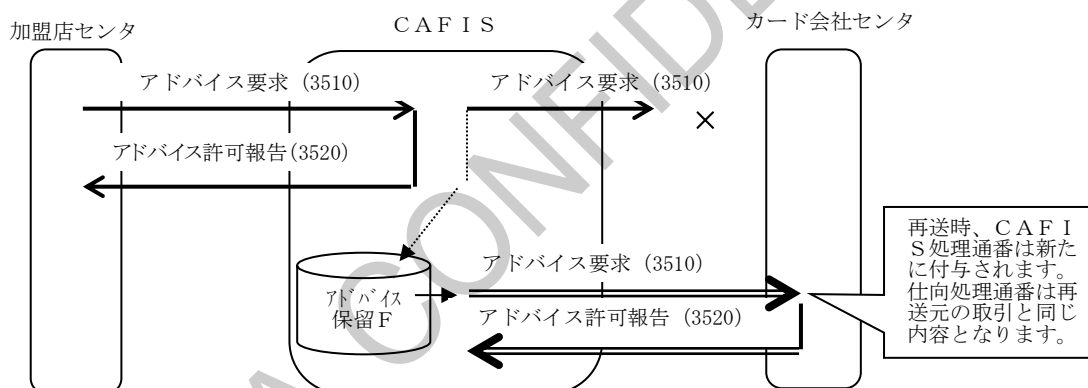 加盟店センタ
ＣＡＦＩＳ
カード会社センタ
アドバイス要求 (3510)
アドバイス要求 (3510)
×
アドバイス許可報告(3520)
アドバイス
保留Ｆ
アドバイス要求 (3510)
アドバイス許可報告 (3520)
再送時、ＣＡＦＩ
Ｓ処理通番は新た
に付与されます。
仕向処理通番は再
送元の取引と同じ
内容となります。
A CONFIDE